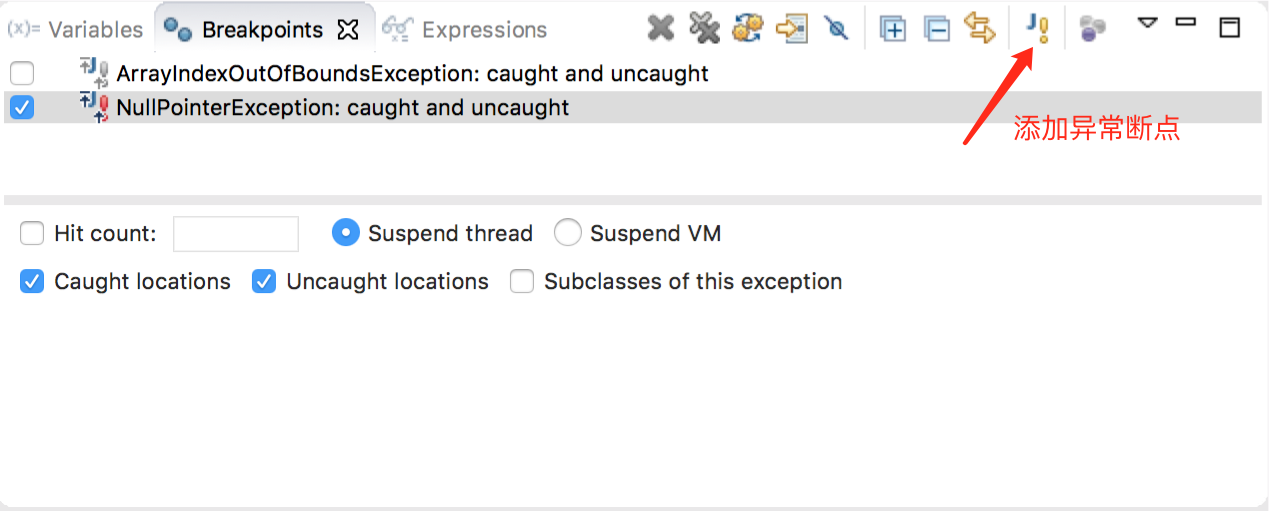 (x)= Variables Breakpoints Expressions
ArrayIndexOutOfBoundsException: caught and uncaught
NullPointerException: caught and uncaught
添加异常断点
Hit count: Suspend thread Suspend VM
Caught locations Uncaught locations Subclasses of this exception